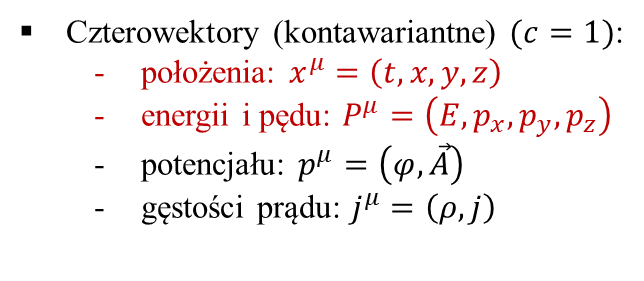 ▪ Czterowektory (kontawariantne) (c = 1):
- położenia: x^μ = (t, x, y, z)
- energii i pędu: P^μ = (E, p_x, p_y, p_z)
- potencjału: p^μ = (φ, A⃗)
- gęstości prądu: j^μ = (ρ, j)